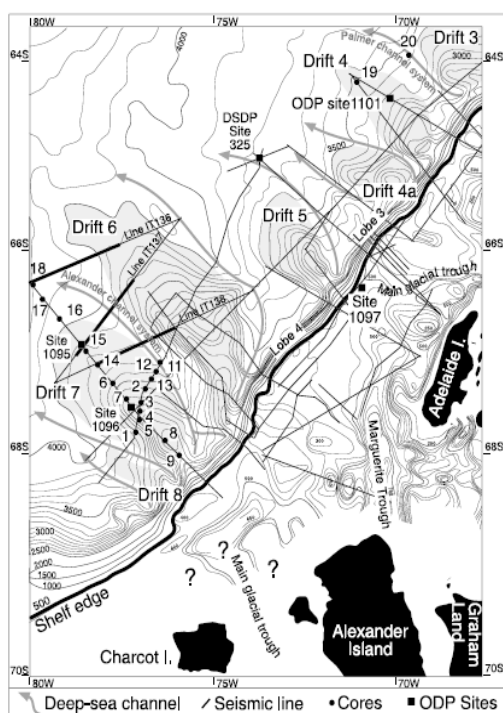 80W
75W
70W
64S
64S
Drift 3
20
Palmer channel system
Drift 4
19
4000
3000
ODP site1101
DSDP
Site
325
3500
Drift 4a
Drift 6
Drift 5
Line IT136
Line IT137
Lobe 3
66S
66S
Main glacial trough
18
Alexander channel system
Line IT138
Site
1097
17
16
Lobe 4
Site
1095
15
14
12
11
Drift 7
6
2
13
7
3
Site
1096
4
Adelaide I.
1
5
8
68S
68S
4000
9
Marguerite Trough
Drift 8
3500
3000
2500
2000
1500
1000
500
Shelf edge
?
?
?
Main glacial trough
Charcot I.
Alexander
Island
Graham
Land
70S
70S
80W
75W
70W
Deep-sea channel
Seismic line
Cores
ODP Sites